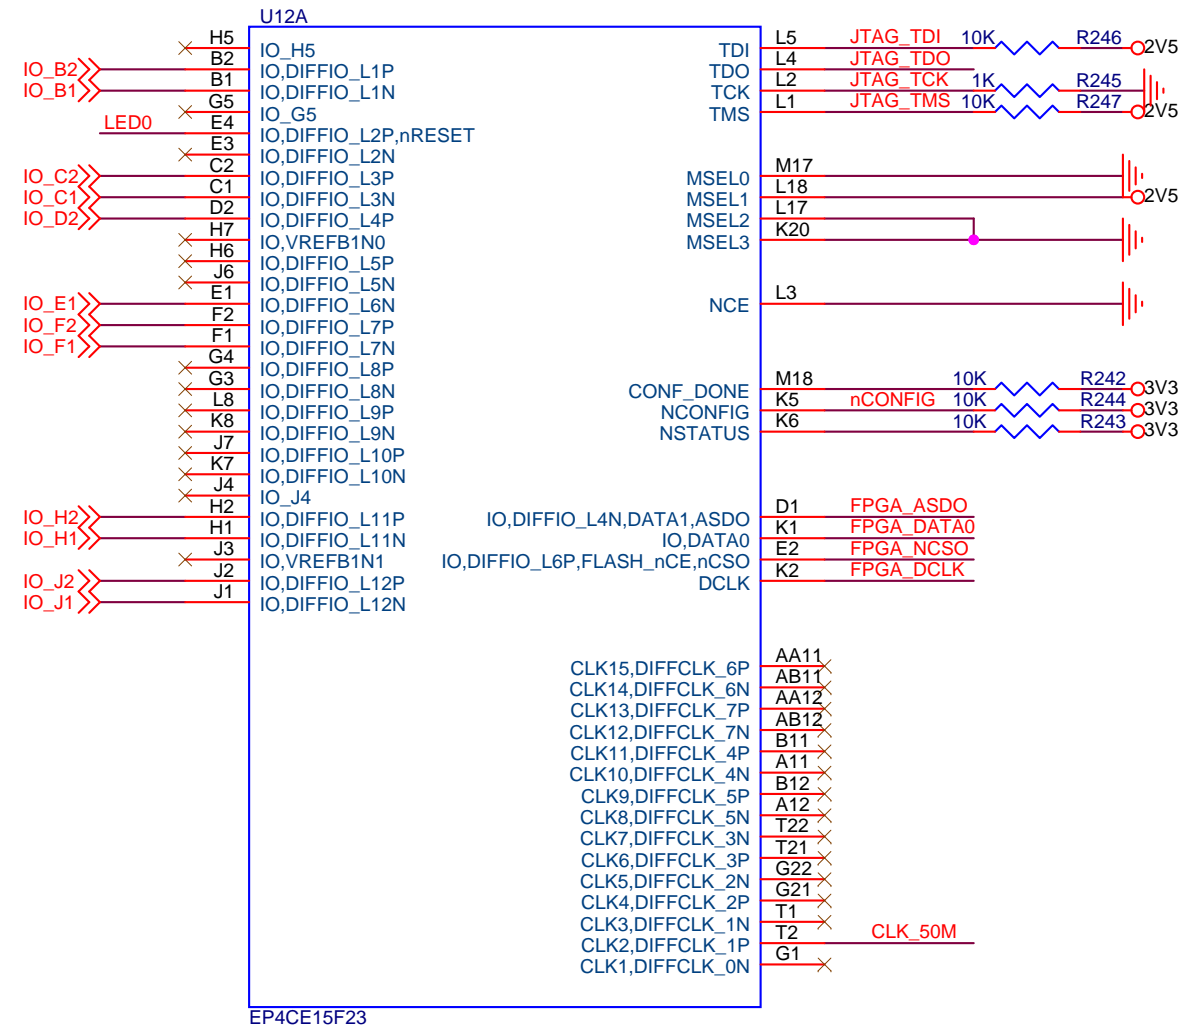 U12A
H5 IO_H5
IO_B2 B2 IO,DIFFIO_L1P
IO_B1 B1 IO,DIFFIO_L1N
G5 IO_G5
LED0 E4 IO,DIFFIO_L2P,nRESET
E3 IO,DIFFIO_L2N
IO_C2 C2 IO,DIFFIO_L3P
IO_C1 C1 IO,DIFFIO_L3N
IO_D2 D2 IO,DIFFIO_L4P
H7 IO,VREFB1N0
H6 IO,DIFFIO_L5P
J6 IO,DIFFIO_L5N
IO_E1 E1 IO,DIFFIO_L6N
IO_F2 F2 IO,DIFFIO_L7P
IO_F1 F1 IO,DIFFIO_L7N
G4 IO,DIFFIO_L8P
G3 IO,DIFFIO_L8N
L8 IO,DIFFIO_L9P
K8 IO,DIFFIO_L9N
J7 IO,DIFFIO_L10P
K7 IO,DIFFIO_L10N
J4 IO_J4
IO_H2 H2 IO,DIFFIO_L11P
IO_H1 H1 IO,DIFFIO_L11N
J3 IO,VREFB1N1
IO_J2 J2 IO,DIFFIO_L12P
IO_J1 J1 IO,DIFFIO_L12N
TDI L5 JTAG_TDI 10K R246 2V5
TDO L4 JTAG_TDO
TCK L2 JTAG_TCK 1K R245
TMS L1 JTAG_TMS 10K R247 2V5
MSEL0 M17
MSEL1 L18 2V5
MSEL2 L17
MSEL3 K20
NCE L3
CONF_DONE M18 10K R242 3V3
NCONFIG K5 nCONFIG 10K R244 3V3
NSTATUS K6 10K R243 3V3
IO,DIFFIO_L4N,DATA1,ASDO D1 FPGA_ASDO
IO,DATA0 K1 FPGA_DATA0
IO,DIFFIO_L6P,FLASH_nCE,nCSO E2 FPGA_NCSO
DCLK K2 FPGA_DCLK
CLK15,DIFFCLK_6P AA11
CLK14,DIFFCLK_6N AB11
CLK13,DIFFCLK_7P AA12
CLK12,DIFFCLK_7N AB12
CLK11,DIFFCLK_4P B11
CLK10,DIFFCLK_4N A11
CLK9,DIFFCLK_5P B12
CLK8,DIFFCLK_5N A12
CLK7,DIFFCLK_3N T22
CLK6,DIFFCLK_3P T21
CLK5,DIFFCLK_2N G22
CLK4,DIFFCLK_2P G21
CLK3,DIFFCLK_1N T1
CLK2,DIFFCLK_1P T2 CLK_50M
CLK1,DIFFCLK_0N G1
EP4CE15F23